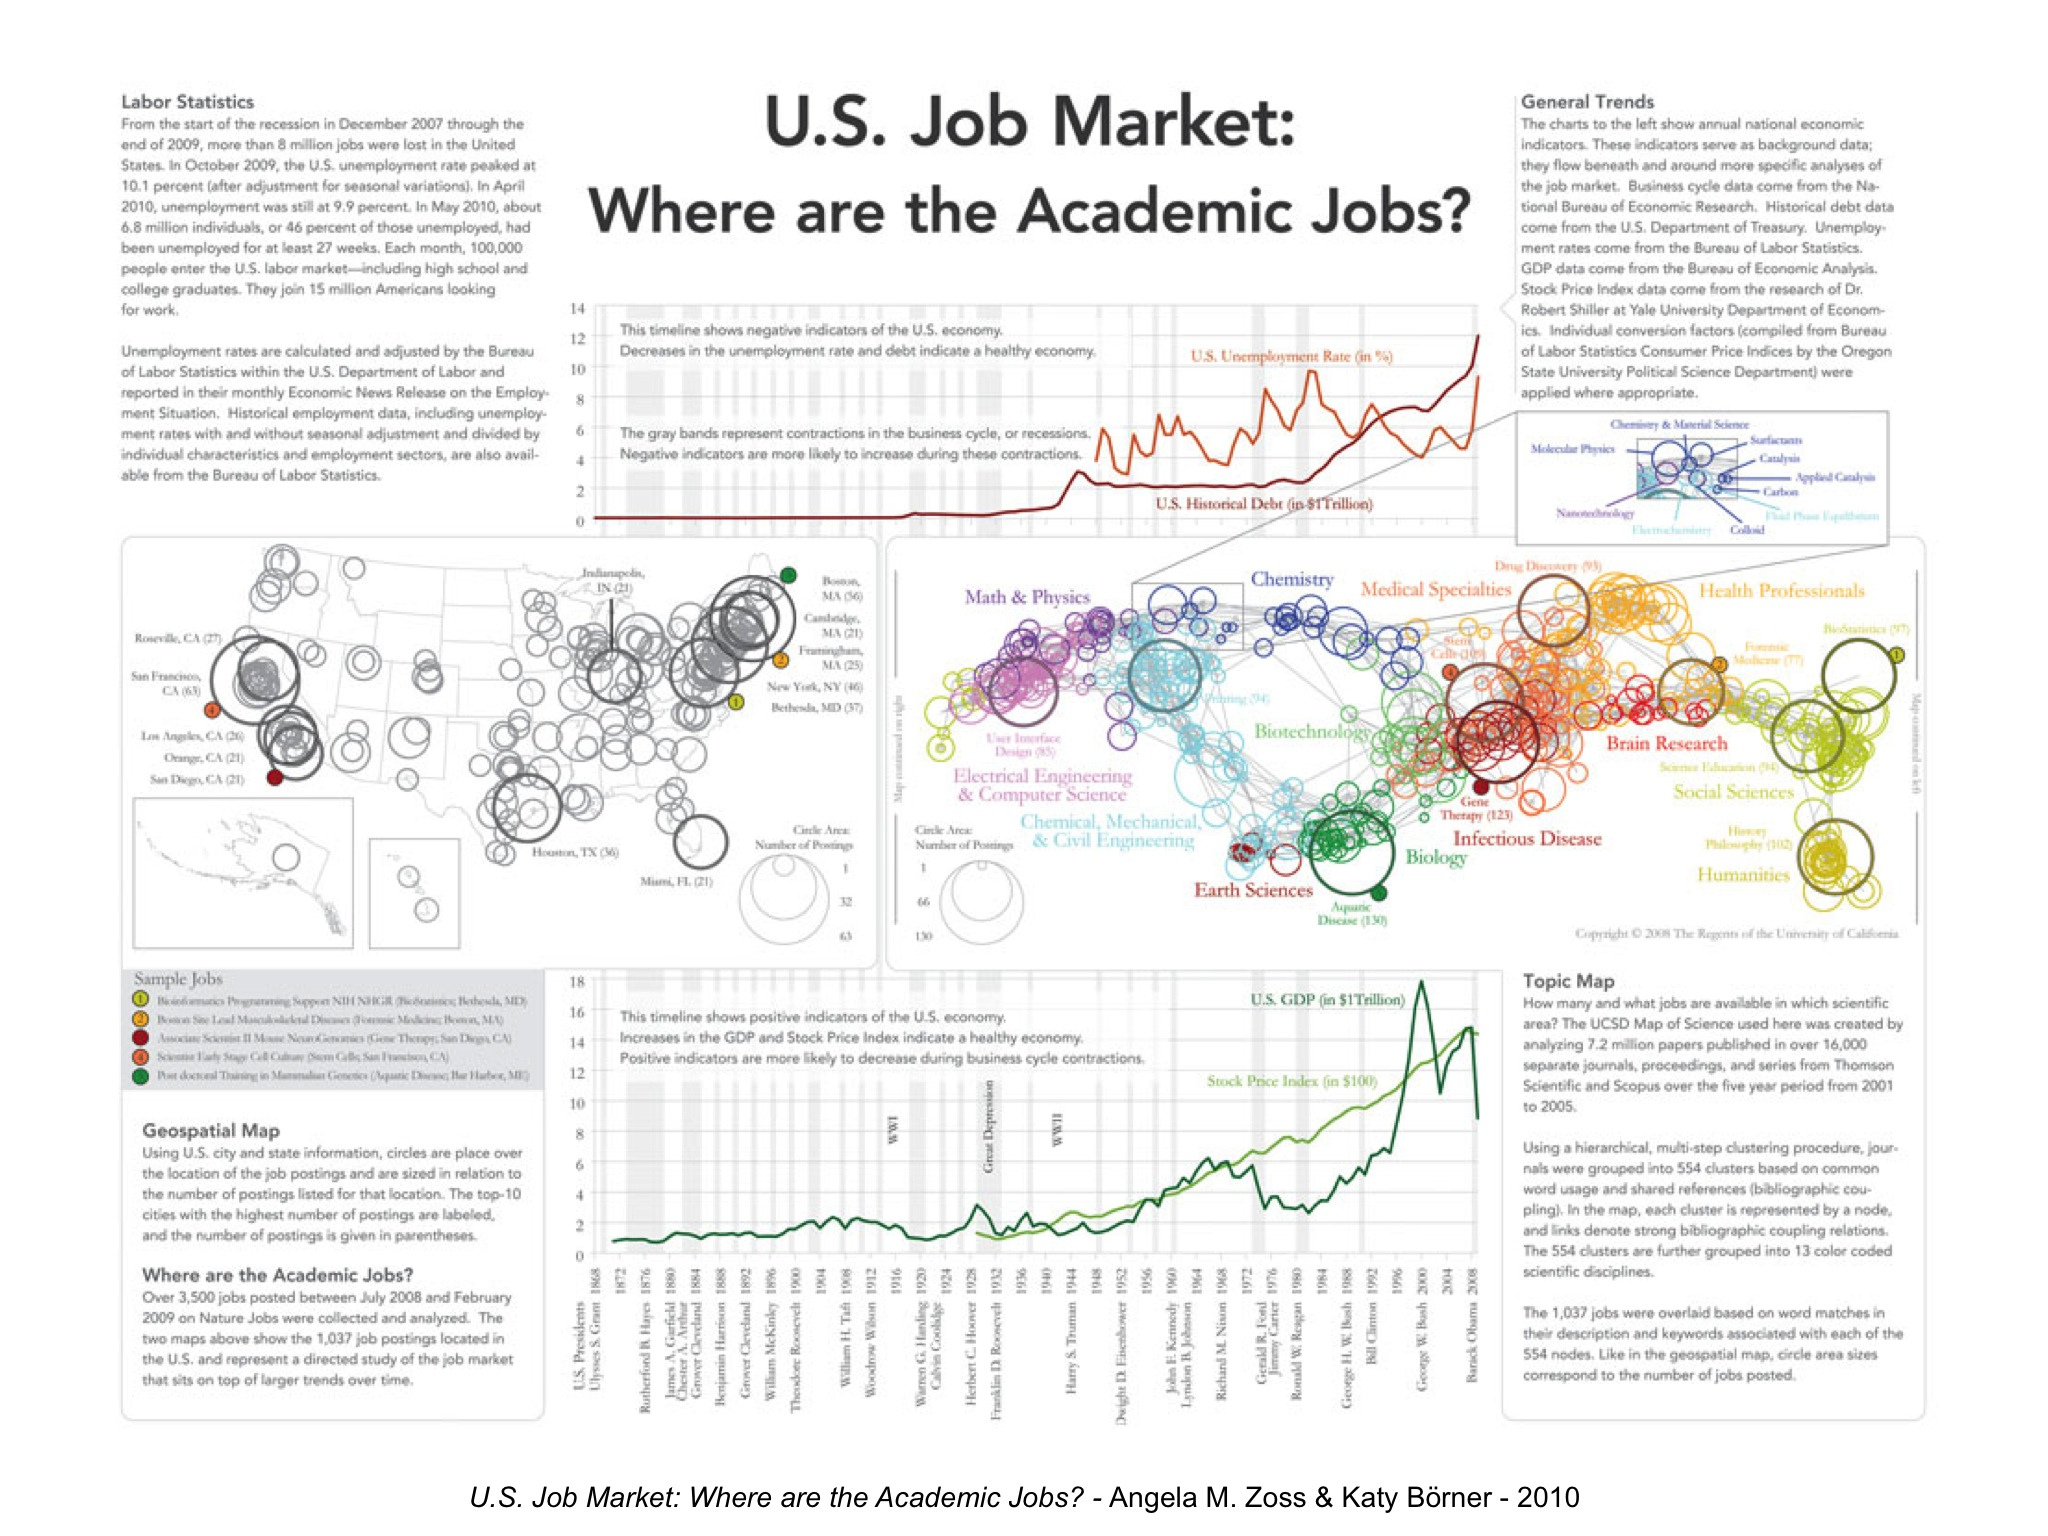 U.S. Job Market:
Where are the Academic Jobs?
Labor Statistics
From the start of the recession in December 2007 through the
end of 2009, more than 8 million jobs were lost in the United
States. In October 2009, the U.S. unemployment rate peaked at
10.1 percent (after adjustment for seasonal variations). In April
2010, unemployment was still at 9.9 percent. In May 2010, about
6.8 million individuals, or 46 percent of those unemployed, had
been unemployed for at least 27 weeks. Each month, 100,000
people enter the U.S. labor market—including high school and
college graduates. They join 15 million Americans looking
for work.
Unemployment rates are calculated and adjusted by the Bureau
of Labor Statistics within the U.S. Department of Labor and
reported in their monthly Economic News Release on the Employ-
ment Situation. Historical employment data, including unemploy-
ment rates with and without seasonal adjustment and divided by
individual characteristics and employment sectors, are also avail-
able from the Bureau of Labor Statistics.
General Trends
The charts to the left show annual national economic
indicators. These indicators serve as background data;
they flow beneath and around more specific analyses of
the job market. Business cycle data come from the Na-
tional Bureau of Economic Research. Historical debt data
come from the U.S. Department of Treasury. Unemploy-
ment rates come from the Bureau of Labor Statistics.
GDP data come from the Bureau of Economic Analysis.
Stock Price Index data come from the research of Dr.
Robert Shiller at Yale University Department of Econom-
ics. Individual conversion factors (compiled from Bureau
of Labor Statistics Consumer Price Indices by the Oregon
State University Political Science Department) were
applied where appropriate.
14
12
10
8
6
4
2
0
This timeline shows negative indicators of the U.S. economy.
Decreases in the unemployment rate and debt indicate a healthy economy.
The gray bands represent contractions in the business cycle, or recessions.
Negative indicators are more likely to increase during these contractions.
U.S. Unemployment Rate (in %)
U.S. Historical Debt (in $1Trillion)
Chemistry & Material Science
Molecular Physics
Surfactants
Catalysis
Applied Catalysis
Carbon
Nanotechnology
Fluid Phase Equilibrium
Electrochemistry
Colloid
Indianapolis,
IN (21)
Boston,
MA (56)
Cambridge,
MA (21)
Framingham,
MA (25)
New York, NY (46)
Bethesda, MD (37)
Roseville, CA (27)
San Francisco,
CA (63)
Los Angeles, CA (26)
Orange, CA (21)
San Diego, CA (21)
Houston, TX (36)
Miami, FL (21)
2
1
4
Circle Area:
Number of Postings
1
32
63
Map continued on right
Math & Physics
Chemistry
Medical Specialties
Drug Discovery (93)
Health Professionals
BioStatistics (97)
1
Stem
Cells (109)
4
Forensic
Medicine (77)
2
Printing (94)
Biotechnology
Brain Research
User Interface
Design (85)
Electrical Engineering
& Computer Science
Science Education (94)
Social Sciences
Gene
Therapy (123)
Infectious Disease
Chemical, Mechanical,
& Civil Engineering
Biology
History
Philosophy (102)
Humanities
Earth Sciences
Aquatic
Disease (130)
Circle Area:
Number of Postings
1
66
130
Map continued on left
Copyright © 2008 The Regents of the University of California
Sample Jobs
1 Bioinformatics Programming Support NIH NHGR (BioStatistics; Bethesda, MD)
2 Boston Site Lead Musculoskeletal Diseases (Forensic Medicine; Boston, MA)
Associate Scientist II Mouse NeuroGenomics (Gene Therapy; San Diego, CA)
4 Scientist Early Stage Cell Culture (Stem Cells; San Francisco, CA)
Post doctoral Training in Mammalian Genetics (Aquatic Disease; Bar Harbor, ME)
Geospatial Map
Using U.S. city and state information, circles are place over
the location of the job postings and are sized in relation to
the number of postings listed for that location. The top-10
cities with the highest number of postings are labeled,
and the number of postings is given in parentheses.
Where are the Academic Jobs?
Over 3,500 jobs posted between July 2008 and February
2009 on Nature Jobs were collected and analyzed. The
two maps above show the 1,037 job postings located in
the U.S. and represent a directed study of the job market
that sits on top of larger trends over time.
18
16
14
12
10
8
6
4
2
0
This timeline shows positive indicators of the U.S. economy.
Increases in the GDP and Stock Price Index indicate a healthy economy.
Positive indicators are more likely to decrease during business cycle contractions.
U.S. GDP (in $1Trillion)
Stock Price Index (in $100)
WWI
Great Depression
WWII
1868 1872 1876 1880 1884 1888 1892 1896 1900 1904 1908 1912 1916 1920 1924 1928 1932 1936 1940 1944 1948 1952 1956 1960 1964 1968 1972 1976 1980 1984 1988 1992 1996 2000 2004 2008
U.S. Presidents
Ulysses S. Grant
Rutherford B. Hayes
James A. Garfield
Chester A. Arthur
Grover Cleveland
Benjamin Harrison
Grover Cleveland
William McKinley
Theodore Roosevelt
William H. Taft
Woodrow Wilson
Warren G. Harding
Calvin Coolidge
Herbert C. Hoover
Franklin D. Roosevelt
Harry S. Truman
Dwight D. Eisenhower
John F. Kennedy
Lyndon B. Johnson
Richard M. Nixon
Gerald R. Ford
Jimmy Carter
Ronald W. Reagan
George H. W. Bush
Bill Clinton
George W. Bush
Barack Obama
Topic Map
How many and what jobs are available in which scientific
area? The UCSD Map of Science used here was created by
analyzing 7.2 million papers published in over 16,000
separate journals, proceedings, and series from Thomson
Scientific and Scopus over the five year period from 2001
to 2005.
Using a hierarchical, multi-step clustering procedure, jour-
nals were grouped into 554 clusters based on common
word usage and shared references (bibliographic cou-
pling). In the map, each cluster is represented by a node,
and links denote strong bibliographic coupling relations.
The 554 clusters are further grouped into 13 color coded
scientific disciplines.
The 1,037 jobs were overlaid based on word matches in
their description and keywords associated with each of the
554 nodes. Like in the geospatial map, circle area sizes
correspond to the number of jobs posted.
U.S. Job Market: Where are the Academic Jobs? - Angela M. Zoss & Katy Börner - 2010